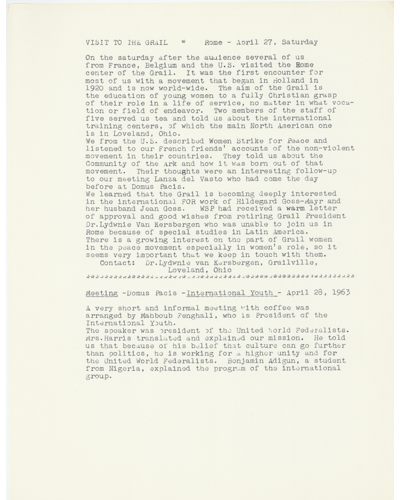 VISIT TO THE GRAIL " Rome - April 27, Saturday
On the saturday after the audience several of us
from France, Belgium and the U.S. visited the Rome
center of the Grail. It was the first encounter for
most of us with a movement that began in Holland in
1920 and is now world-wide. The aim of the Grail is
the education of young women to a fully Christian grasp
of their role in a life of service, no matter in what voca-
tion or field of endeavor. Two members of the staff of
five served us tea and told us about the international
training centers, of which the main North American one
is in Loveland, Ohio.
We from the U.S. described Women Strike for Peace and
listened to our French friends' accounts of the non-violent
movement in their countries. They told us about the
Community of the Ark and how it was born out of that
movement. Their thoughts were an interesting follow-up
to our meeting Lanza del Vasto who had come the day
before at Domus Pacis.
We learned that the Grail is becoming deeply interested
in the international FOR work of Hildegard Goss-Mayr and
her husband Jean Goss. WSP had received a warm letter
of approval and good wishes from retiring Grail President
Dr.Lydwie Van Kersbergen who was unable to join us in
Rome because of special studies in Latin America.
There is a growing interest on the part of Grail women
in the peace movement especially in women's role, so it
seems very important that we keep in touch with them.
Contact: Dr.Lydwie van Kersbergen, Grailville,
Loveland, Ohio
Meeting -Domus Pacis -International Youth - April 28, 1963
A very short and informal meeting with coffee was
arranged by Mahboub Fenghali, who is President of the
International Youth.
The speaker was president of the United World Federalists.
Mrs.Harris translated and explained our mission. He told
us that because of his belief that culture can go further
than politics, he is working for a higher unity and for
the United World Federalists. Benjamin Adigun, a student
from Nigeria, explained the program of the international
group.